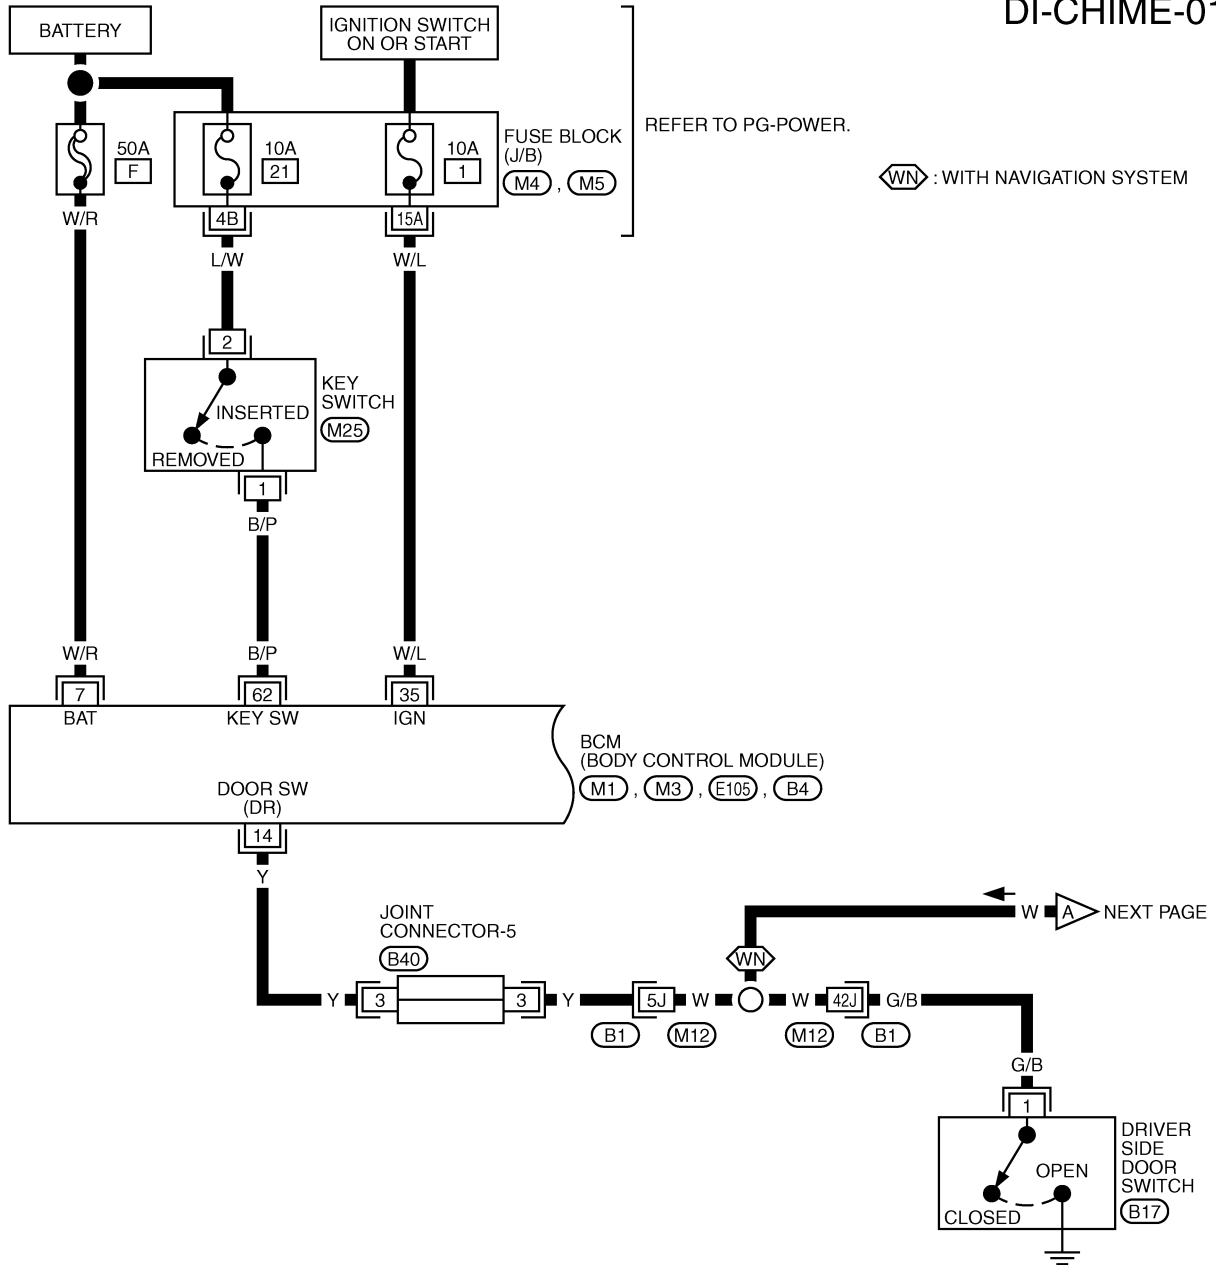 DI-CHIME-01
BATTERY
IGNITION SWITCH
ON OR START
REFER TO PG-POWER.
50A
F
10A
21
10A
1
FUSE BLOCK
(J/B)
M4 , M5
WN : WITH NAVIGATION SYSTEM
W/R
4B
15A
L/W
W/L
2
KEY
SWITCH
M25
INSERTED
REMOVED
1
B/P
W/R
B/P
W/L
7
62
35
BAT
KEY SW
IGN
BCM
(BODY CONTROL MODULE)
M1 , M3 , E105 , B4
DOOR SW
(DR)
14
Y
JOINT
CONNECTOR-5
B40
W
A
NEXT PAGE
WN
Y
3
3
Y
5J
W
W
42J
G/B
B1
M12
M12
B1
G/B
1
DRIVER
SIDE
DOOR
SWITCH
B17
OPEN
CLOSED